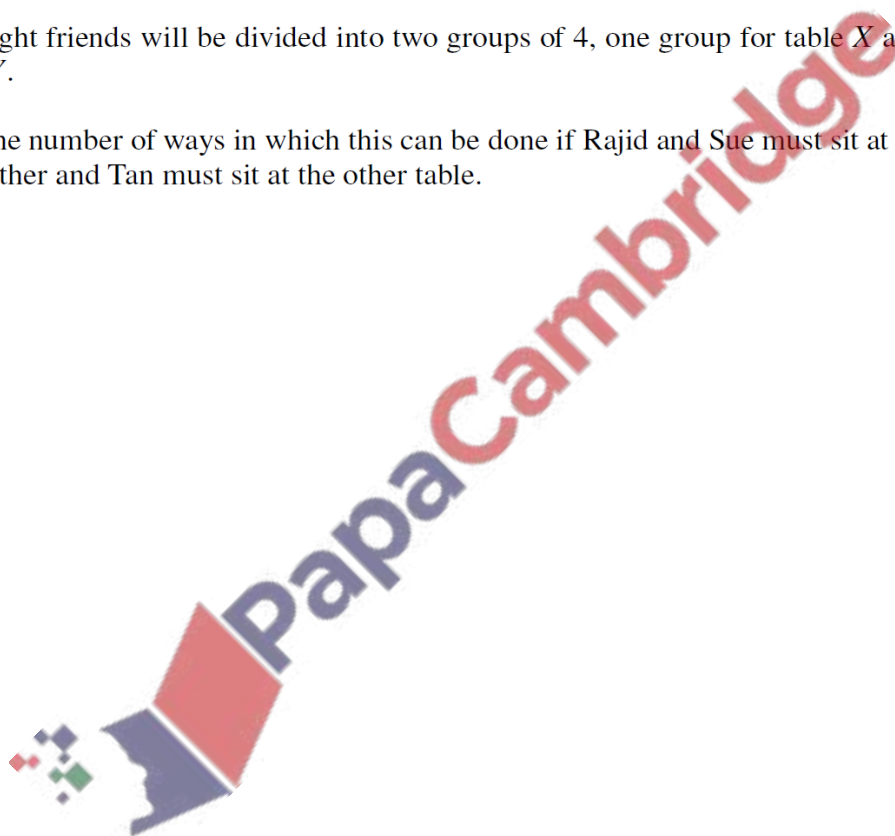 ght friends will be divided into two groups of 4, one group for table X a
.
he number of ways in which this can be done if Rajid and Sue must sit at
ther and Tan must sit at the other table.
PapaCambridge